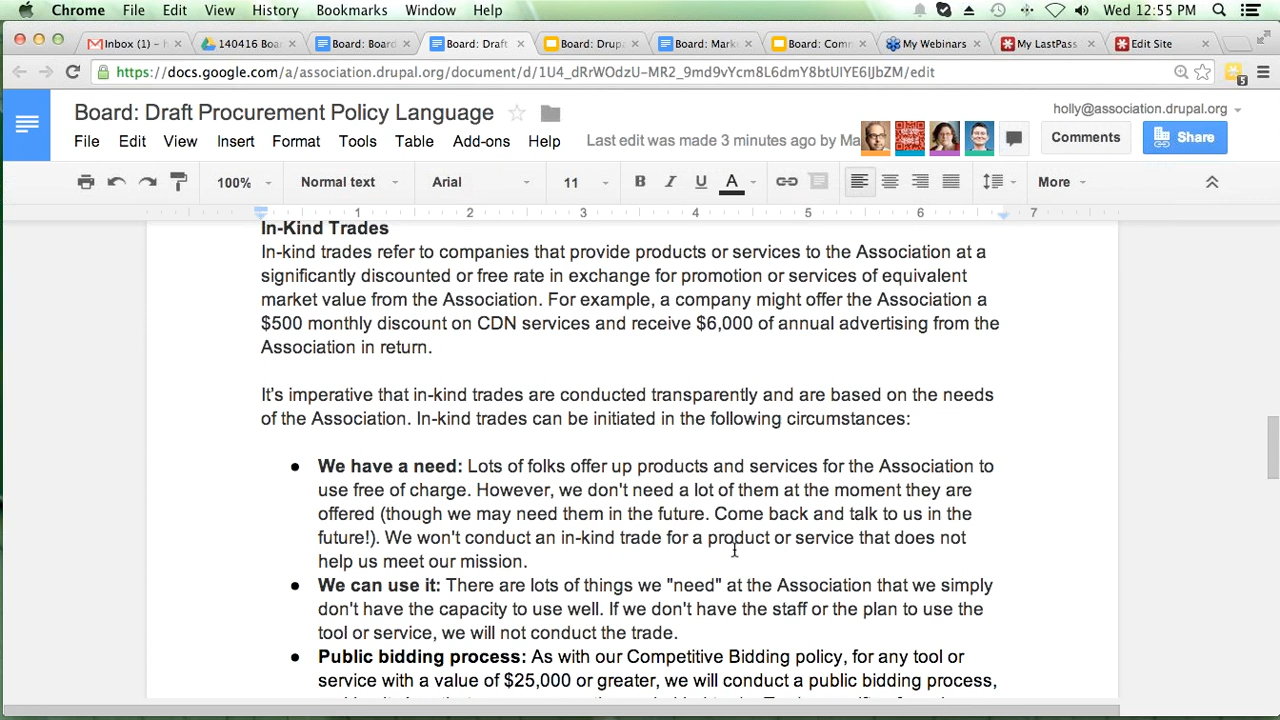 Chrome File Edit View History Bookmarks Window Help Wed 12:55 PM
Inbox (1) – h 140416 Boar Board: Boar Board: Draft Board: Drup Board: Mark Board: Com My Webinars My LastPass Edit Site
https://docs.google.com/a/association.drupal.org/document/d/1U4_dRrWOdzU-MR2_9md9vYcm8L6dmY8btUIYE6IJbZM/edit 5
Board: Draft Procurement Policy Language holly@association.drupal.org
File Edit View Insert Format Tools Table Add-ons Help Last edit was made 3 minutes ago by Ma Comments Share
100% Normal text Arial 11 B I U A More
1 2 3 4 5 6 7
In-Kind Trades
In-kind trades refer to companies that provide products or services to the Association at a
significantly discounted or free rate in exchange for promotion or services of equivalent
market value from the Association. For example, a company might offer the Association a
$500 monthly discount on CDN services and receive $6,000 of annual advertising from the
Association in return.
It's imperative that in-kind trades are conducted transparently and are based on the needs
of the Association. In-kind trades can be initiated in the following circumstances:
● We have a need: Lots of folks offer up products and services for the Association to
use free of charge. However, we don't need a lot of them at the moment they are
offered (though we may need them in the future. Come back and talk to us in the
future!). We won't conduct an in-kind trade for a product or service that does not
help us meet our mission.
● We can use it: There are lots of things we "need" at the Association that we simply
don't have the capacity to use well. If we don't have the staff or the plan to use the
tool or service, we will not conduct the trade.
● Public bidding process: As with our Competitive Bidding policy, for any tool or
service with a value of $25,000 or greater, we will conduct a public bidding process,